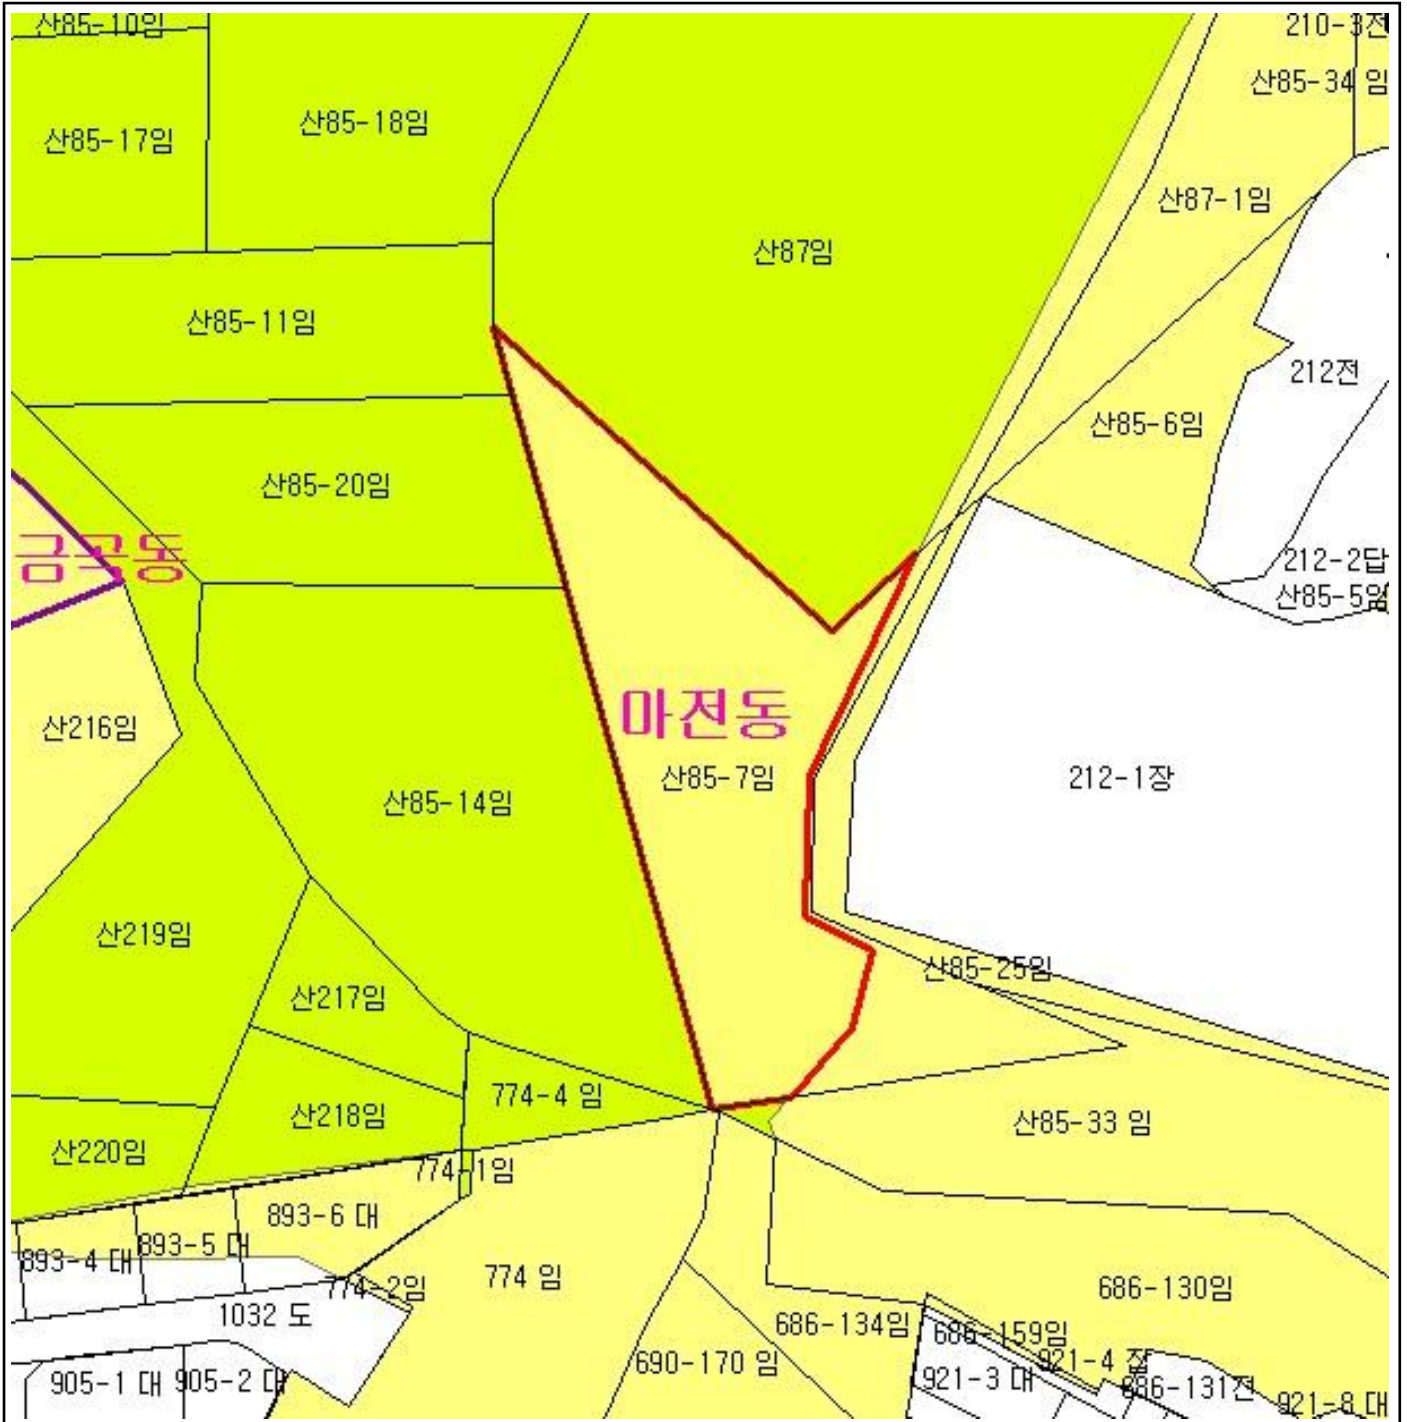 산85-10임
210-3전
산85-34 임
산85-17임
산85-18임
산87-1임
산87임
산85-11임
212전
산85-6임
산85-20임
금곡동
212-2답
산85-5임
마전동
산216임
산85-7임
212-1장
산85-14임
산219임
산85-25임
산217임
774-4 임
산218임
산85-33 임
산220임
774-1임
893-6 대
893-5 대
893-4 대
774 임
774-2임
686-130임
1032 도
686-134임
686-159임
690-170 임
921-4 잡
905-1 대
905-2 대
921-3 대
686-131전
921-8 대